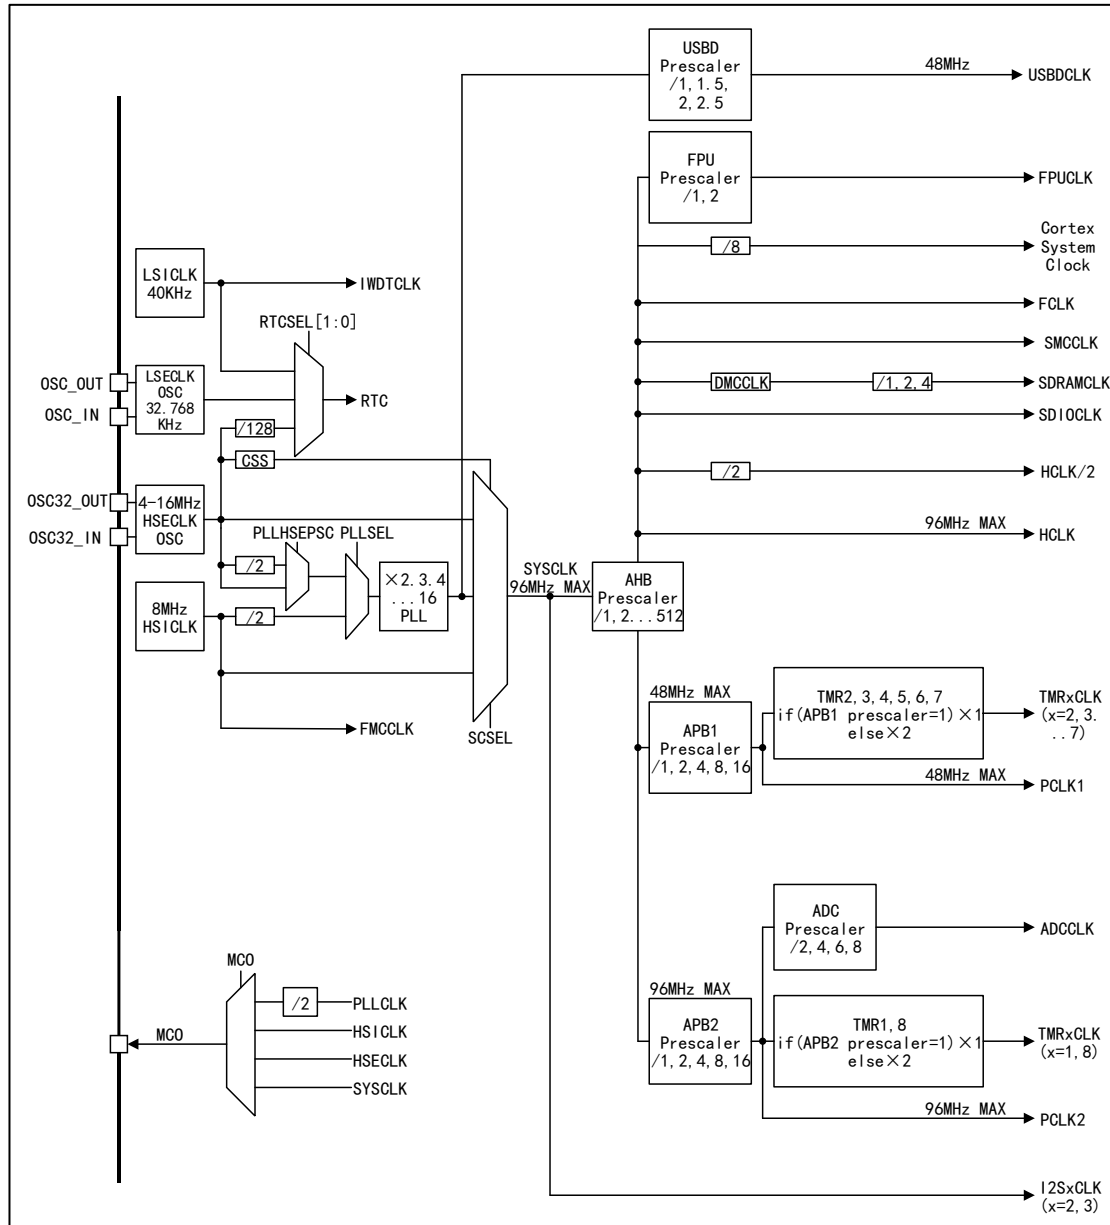 USBD
Prescaler
/1, 1.5,
2, 2.5
48MHz
USBDCLK
FPU
Prescaler
/1, 2
FPUCLK
/8
Cortex
System
Clock
LSICLK
40KHz
IWDTCLK
FCLK
RTCSEL[1:0]
SMCCLK
OSC_OUT
OSC_IN
LSECLK
OSC
32.768
KHz
RTC
DMCCLK
/1, 2, 4
SDRAMCLK
SDIOCLK
/128
CSS
/2
HCLK/2
OSC32_OUT
OSC32_IN
4-16MHz
HSECLK
OSC
96MHz MAX
HCLK
PLLHSEPSC
PLLSEL
/2
×2. 3. 4
...16
PLL
SYSCLK
96MHz MAX
AHB
Prescaler
/1, 2...512
8MHz
HSICLK
/2
FMCCLK
SCSEL
48MHz MAX
APB1
Prescaler
/1, 2, 4, 8, 16
TMR2, 3, 4, 5, 6, 7
if(APB1 prescaler=1)×1
else×2
TMRxCLK
(x=2, 3.
..7)
48MHz MAX
PCLK1
ADC
Prescaler
/2, 4, 6, 8
ADCCLK
MCO
/2
PLLCLK
HSICLK
HSECLK
SYSCLK
MCO
96MHz MAX
APB2
Prescaler
/1, 2, 4, 8, 16
TMR1, 8
if(APB2 prescaler=1)×1
else×2
TMRxCLK
(x=1, 8)
96MHz MAX
PCLK2
I2SxCLK
(x=2, 3)